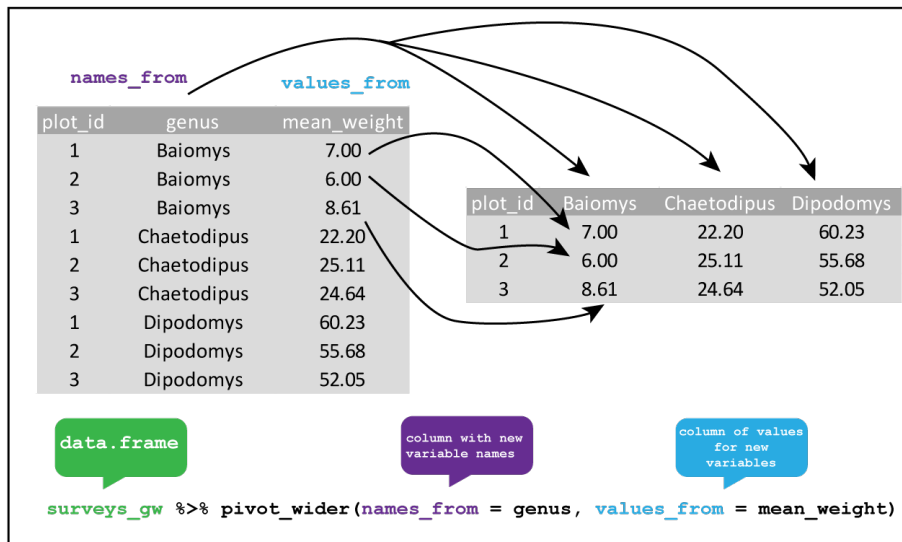 names_from
values_from
plot_id genus mean_weight
1 Baiomys 7.00
2 Baiomys 6.00
3 Baiomys 8.61
1 Chaetodipus 22.20
2 Chaetodipus 25.11
3 Chaetodipus 24.64
1 Dipodomys 60.23
2 Dipodomys 55.68
3 Dipodomys 52.05
plot_id Baiomys Chaetodipus Dipodomys
1 7.00 22.20 60.23
2 6.00 25.11 55.68
3 8.61 24.64 52.05
data.frame
column with new
variable names
column of values
for new
variables
surveys_gw %>% pivot_wider(names_from = genus, values_from = mean_weight)